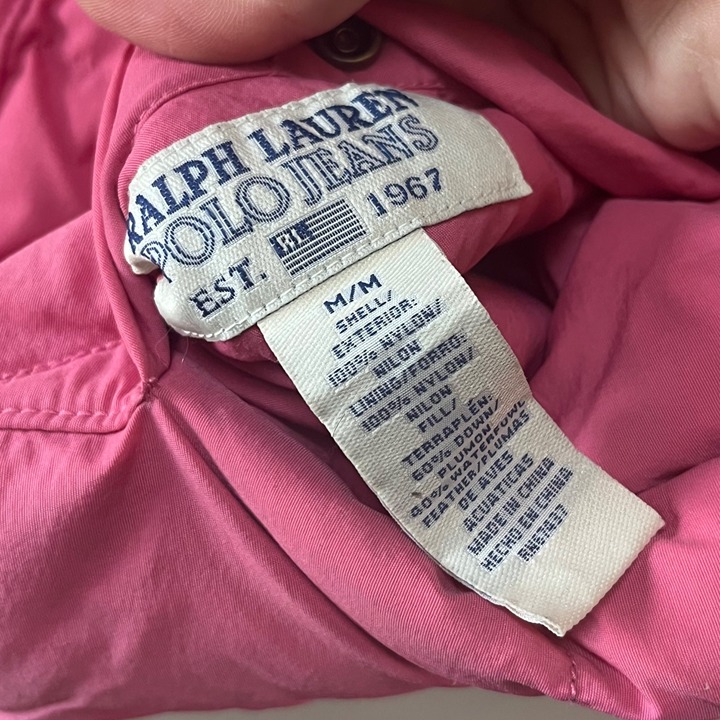 RALPH LAUREN
POLO JEANS
EST. 1967
M/M
SHELL/
EXTERIOR:
100% NYLON/
NILON
LINING/FORRO:
100% NYLON/
NILON
FILL/
TERRAPLEN:
60% DOWN/
PLUMON
40% WATERFOWL
FEATHER/PLUMAS
DE AVES
ACUATICAS
MADE IN CHINA
HECHO EN CHINA